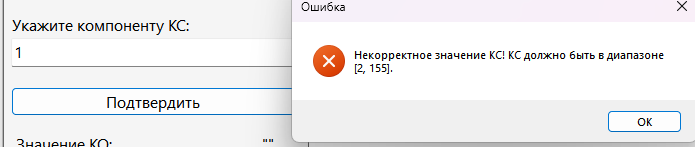 Укажите компоненту КС:
1
Подтвердить
Значение КО: ""
Ошибка
Некорректное значение КС! КС должно быть в диапазоне
[2, 155].
ОК